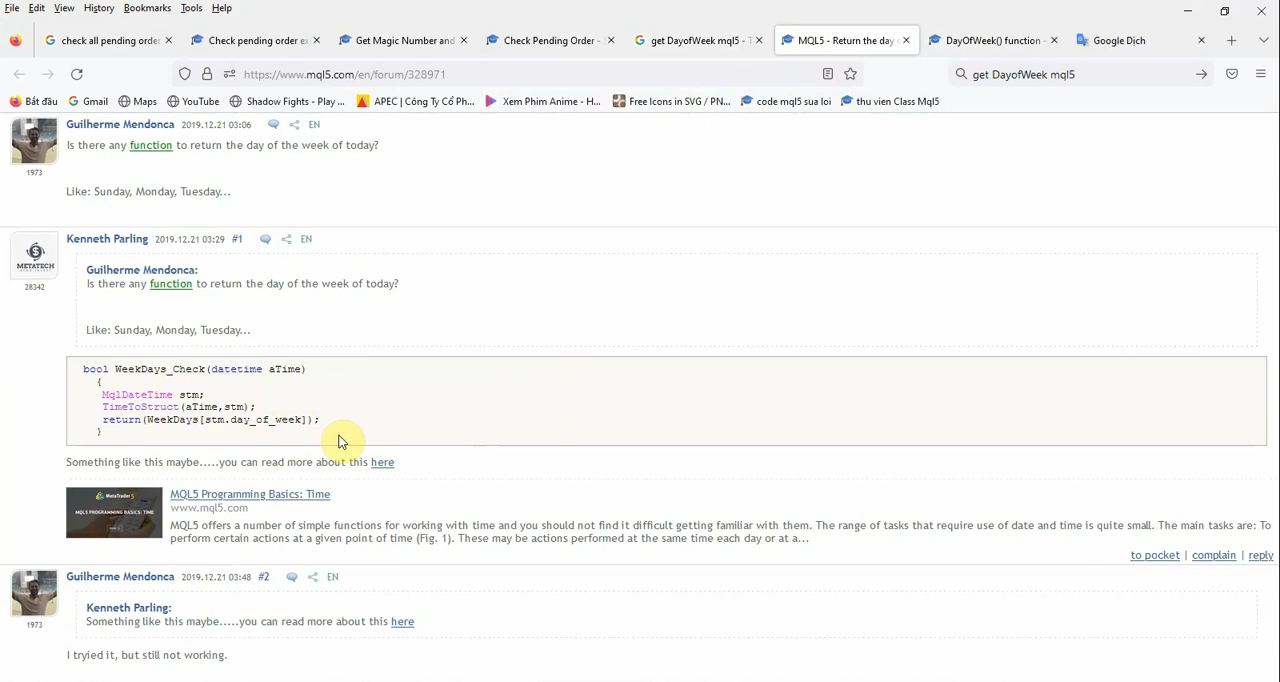 File Edit View History Bookmarks Tools Help
check all pending order
Check pending order e
Get Magic Number and
Check Pending Order - S
get DayofWeek mql5 - T
MQL5 - Return the day o
DayOfWeek() function -
Google Dịch
https://www.mql5.com/en/forum/328971
get DayofWeek mql5
Bắt đầu Gmail Maps YouTube Shadow Fights - Play ... APEC | Công Ty Cổ Ph... Xem Phim Anime - H... Free Icons in SVG / PN... code mql5 sua loi thu vien Class Mql5
Guilherme Mendonca 2019.12.21 03:06 EN
Is there any function to return the day of the week of today?
1973
Like: Sunday, Monday, Tuesday...
Kenneth Parling 2019.12.21 03:29 #1 EN
METATECH
28342
Guilherme Mendonca:
Is there any function to return the day of the week of today?
Like: Sunday, Monday, Tuesday...
bool WeekDays_Check(datetime aTime)
{
MqlDateTime stm;
TimeToStruct(aTime,stm);
return(WeekDays[stm.day_of_week]);
}
Something like this maybe.....you can read more about this here
MetaTrader 5
MQL5 PROGRAMMING BASICS: TIME
MQL5 Programming Basics: Time
www.mql5.com
MQL5 offers a number of simple functions for working with time and you should not find it difficult getting familiar with them. The range of tasks that require use of date and time is quite small. The main tasks are: To
perform certain actions at a given point of time (Fig. 1). These may be actions performed at the same time each day or at a...
to pocket | complain | reply
Guilherme Mendonca 2019.12.21 03:48 #2 EN
1973
Kenneth Parling:
Something like this maybe.....you can read more about this here
I tryied it, but still not working.